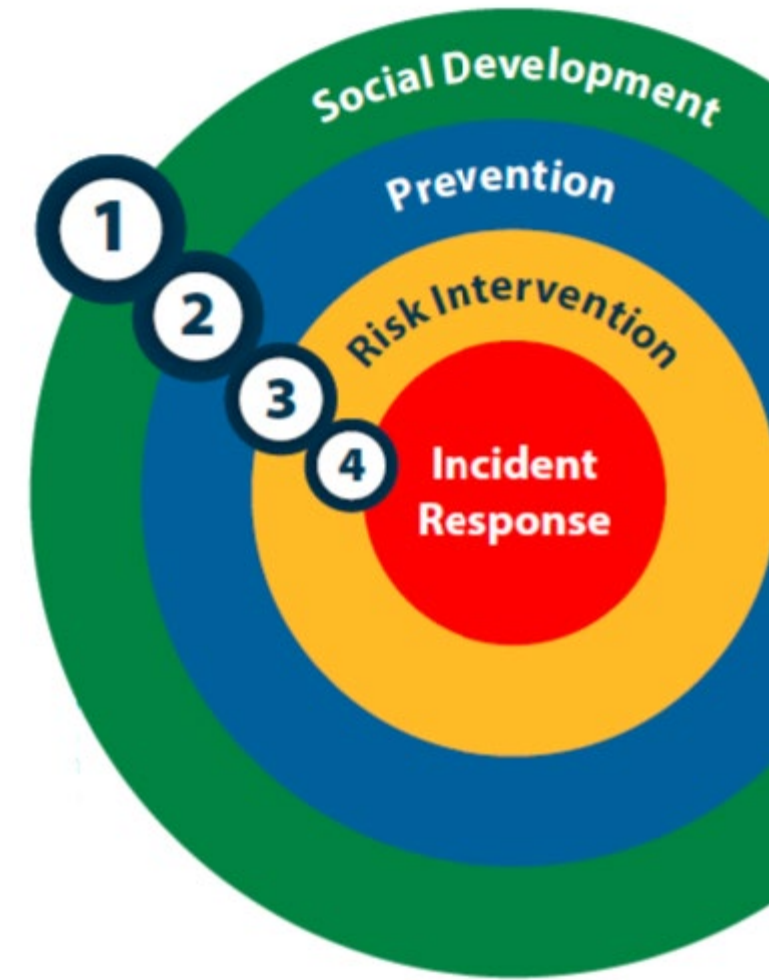 Social Development
Prevention
Risk Intervention
Incident
Response
1
2
3
4